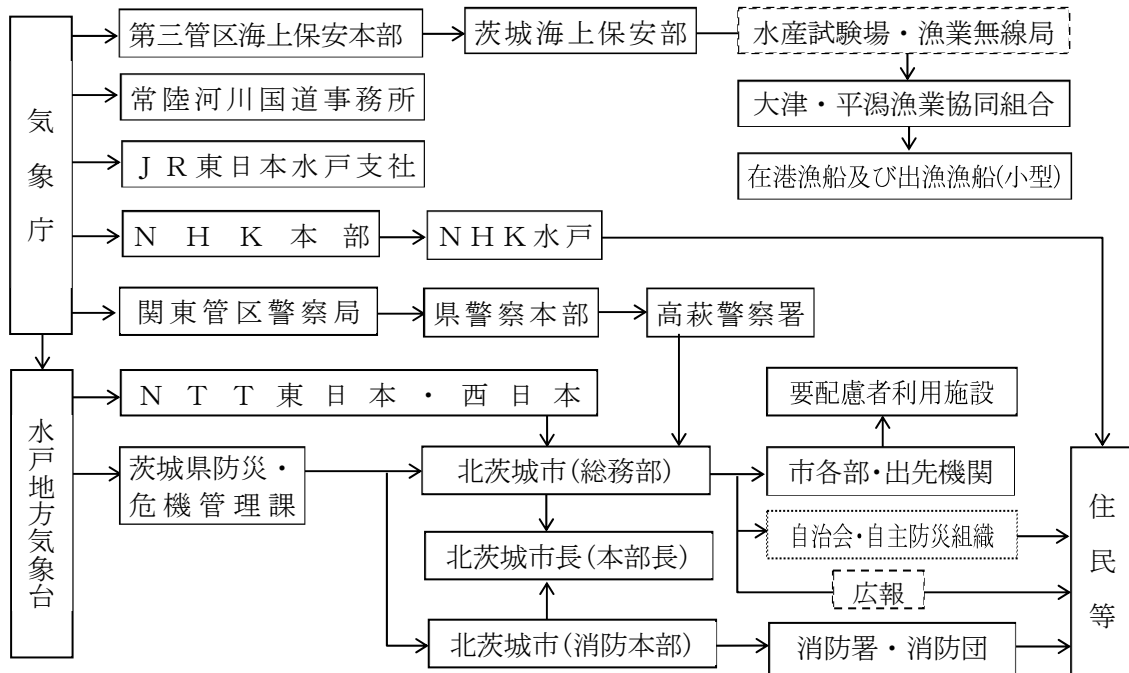 気象庁
第三管区海上保安本部
茨城海上保安部
水産試験場・漁業無線局
常陸河川国道事務所
大津・平潟漁業協同組合
JR東日本水戸支社
在港漁船及び出漁漁船(小型)
NHK本部
NHK水戸
関東管区警察局
県警察本部
高萩警察署
水戸地方気象台
NTT東日本・西日本
要配慮者利用施設
茨城県防災・
危機管理課
北茨城市(総務部)
市各部・出先機関
住民等
自治会・自主防災組織
北茨城市長(本部長)
広報
北茨城市(消防本部)
消防署・消防団